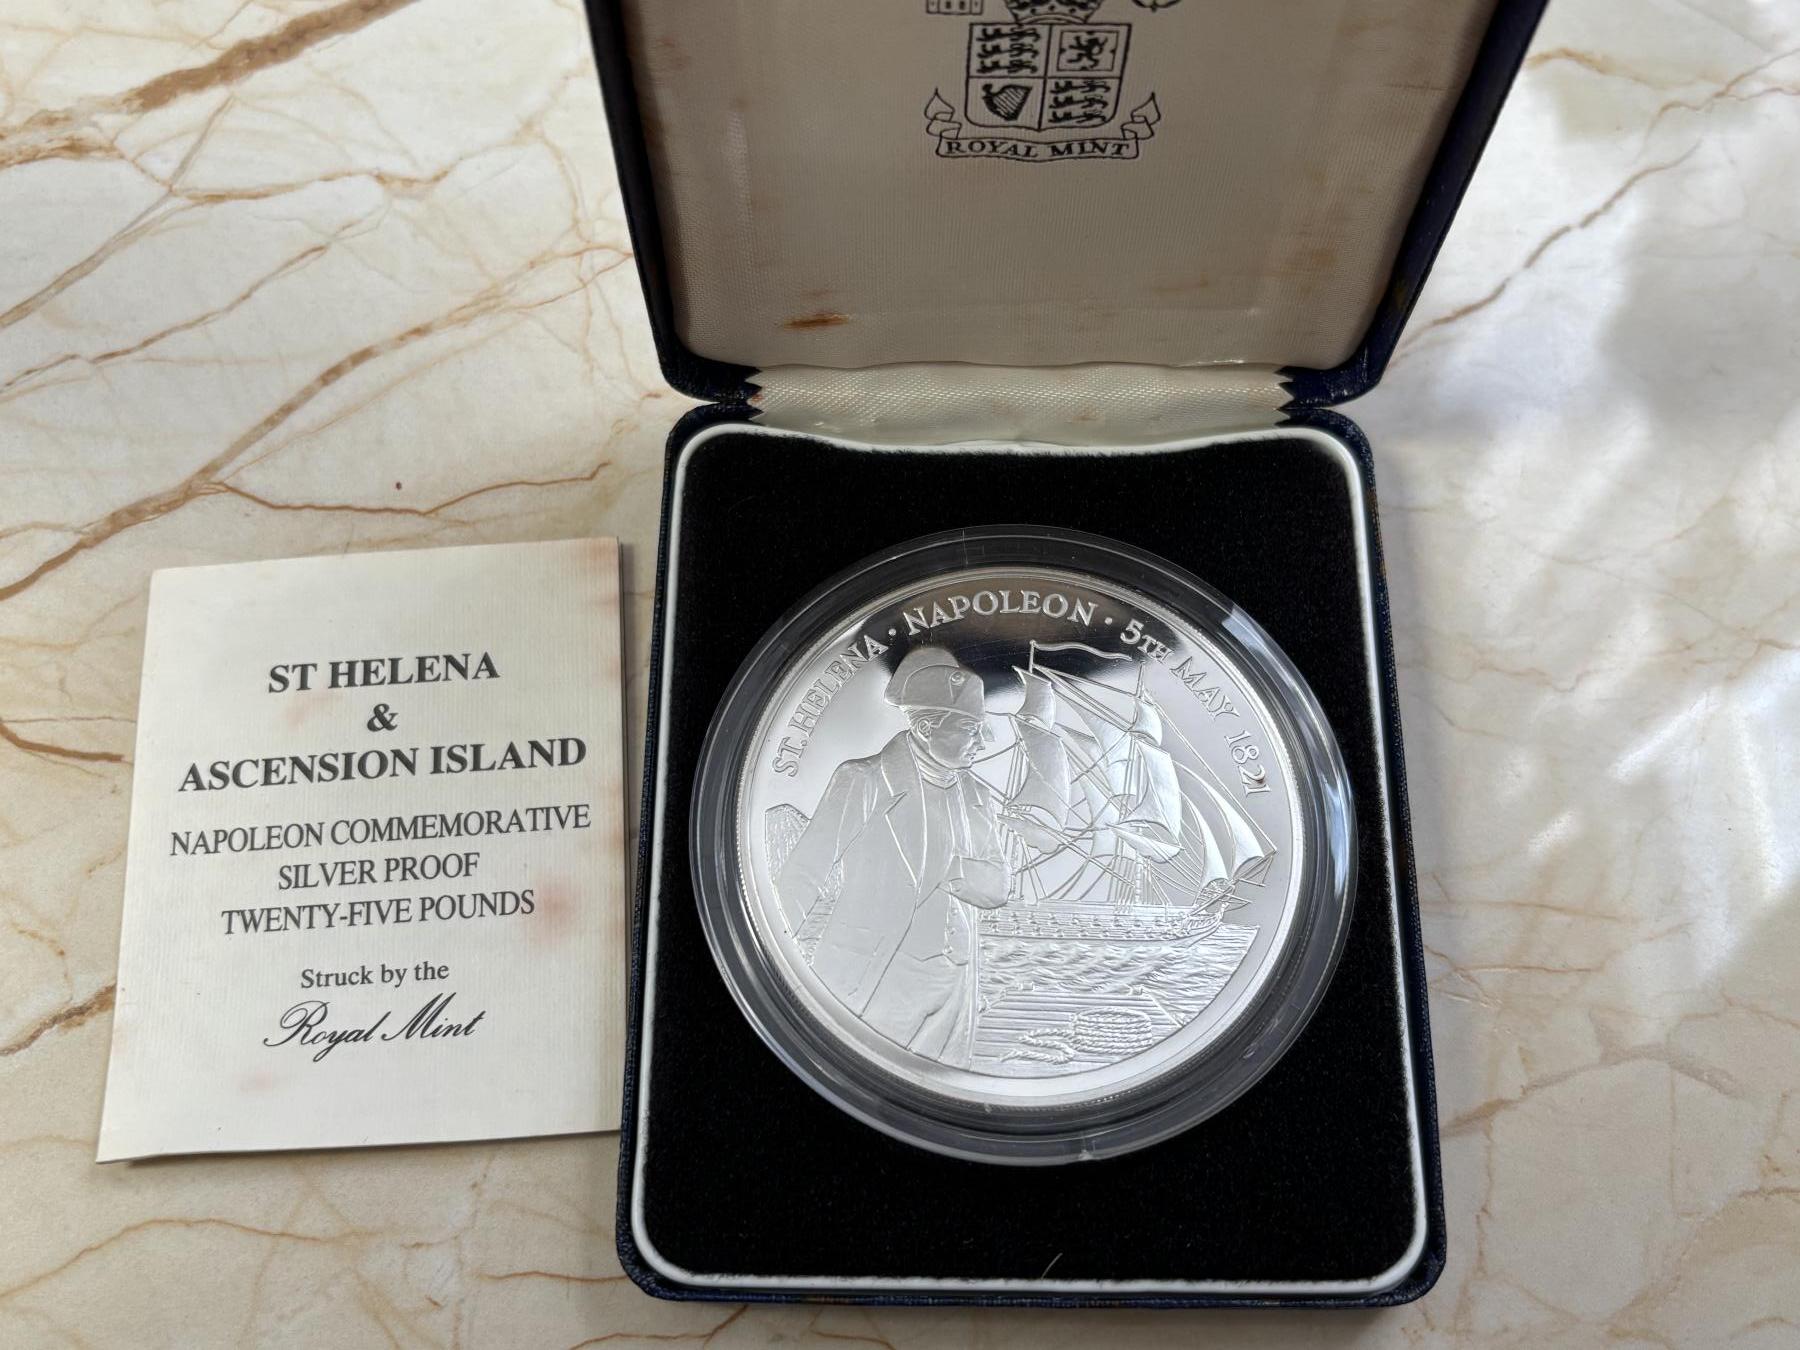 ROYAL MINT
ST HELENA
&
ASCENSION ISLAND
NAPOLEON COMMEMORATIVE
SILVER PROOF
TWENTY-FIVE POUNDS
Struck by the
Royal Mint
ST. HELENA · NAPOLEON · 5TH MAY 1821